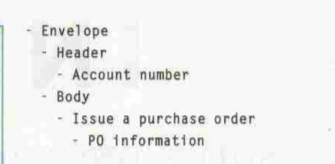 - Envelope
- Header
- Account number
- Body
- Issue a purchase order
- PO information